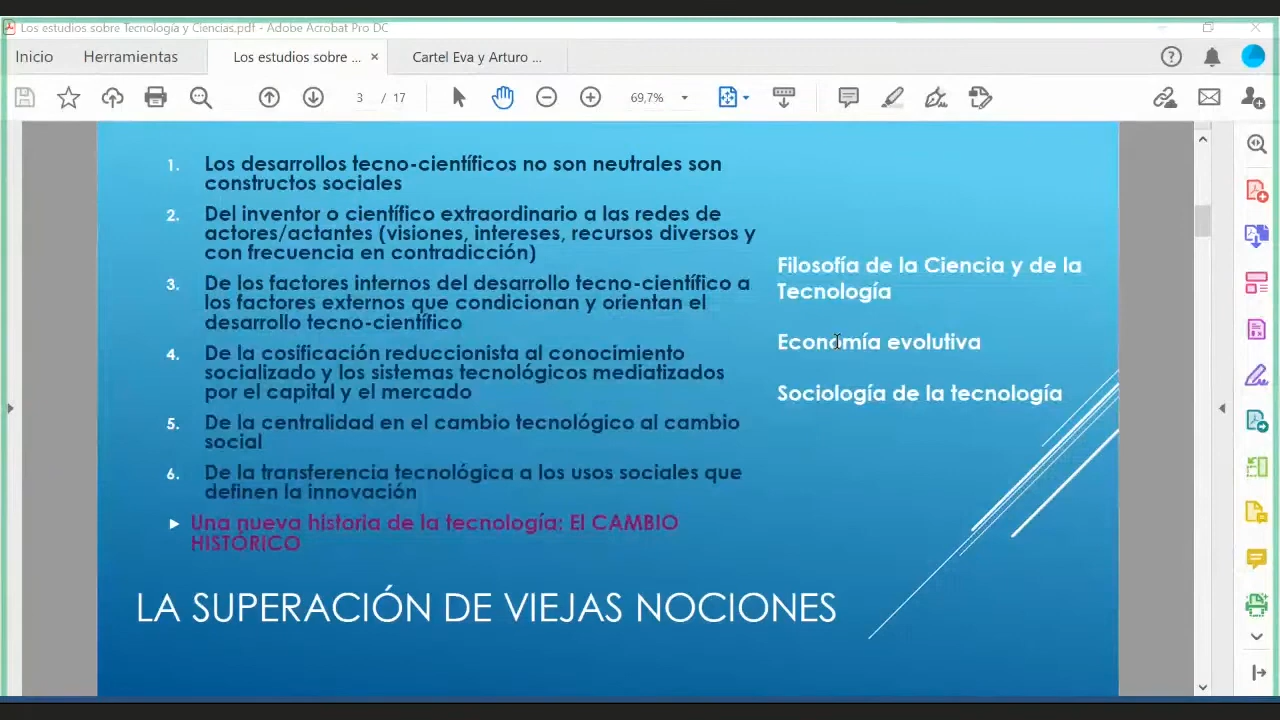 Los estudios sobre Tecnología y Ciencias.pdf - Adobe Acrobat Pro DC
Inicio
Herramientas
Los estudios sobre ...
Cartel Eva y Arturo ...
3 / 17
69,7%
1. Los desarrollos tecno-científicos no son neutrales son
constructos sociales
2. Del inventor o científico extraordinario a las redes de
actores/actantes (visiones, intereses, recursos diversos y
con frecuencia en contradicción)
3. De los factores internos del desarrollo tecno-científico a
los factores externos que condicionan y orientan el
desarrollo tecno-científico
4. De la cosificación reduccionista al conocimiento
socializado y los sistemas tecnológicos mediatizados
por el capital y el mercado
5. De la centralidad en el cambio tecnológico al cambio
social
6. De la transferencia tecnológica a los usos sociales que
definen la innovación
Una nueva historia de la tecnología: El CAMBIO
HISTÓRICO
Filosofía de la Ciencia y de la
Tecnología
Economía evolutiva
Sociología de la tecnología
LA SUPERACIÓN DE VIEJAS NOCIONES